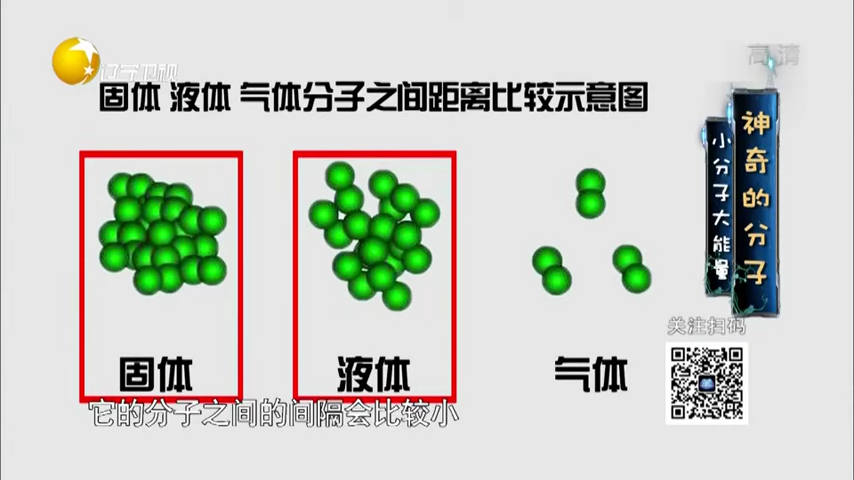 辽宁卫视
高清
固体 液体 气体分子之间距离比较示意图
神奇的分子
小分子大能量
固体
液体
气体
关注扫码
它的分子之间的间隔会比较小